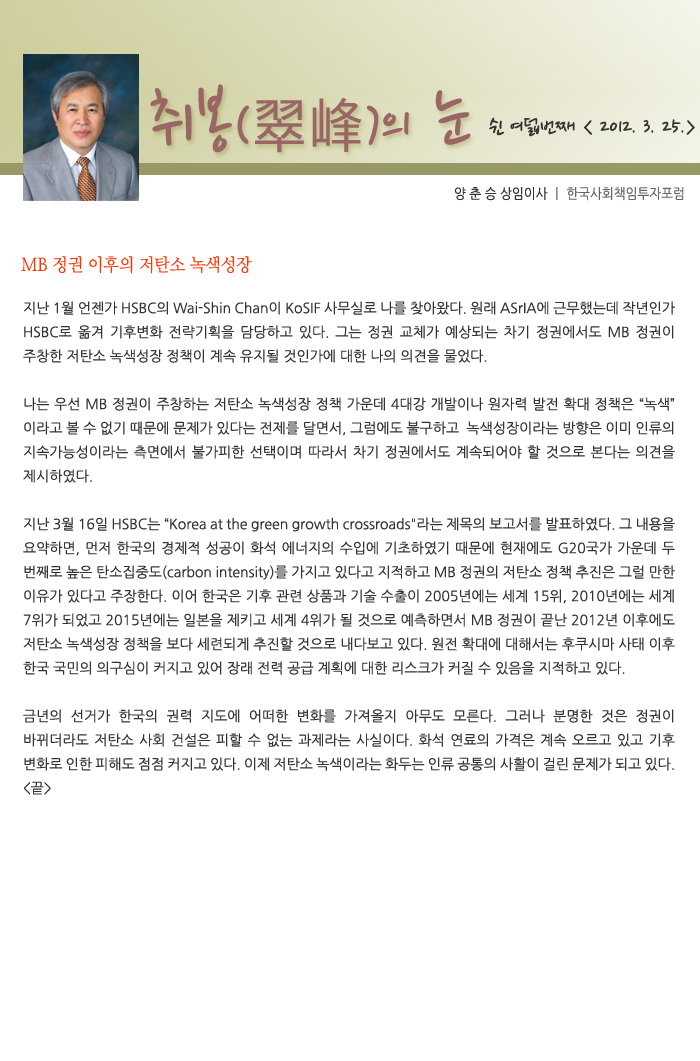 취봉(翠峰)의 눈 쉰 여덟번째 < 2012. 3. 25.>
양 춘 승 상임이사 | 한국사회책임투자포럼
MB 정권 이후의 저탄소 녹색성장
지난 1월 언젠가 HSBC의 Wai-Shin Chan이 KoSIF 사무실로 나를 찾아왔다. 원래 ASrIA에 근무했는데 작년인가
HSBC로 옮겨 기후변화 전략기획을 담당하고 있다. 그는 정권 교체가 예상되는 차기 정권에서도 MB 정권이
주창한 저탄소 녹색성장 정책이 계속 유지될 것인가에 대한 나의 의견을 물었다.
나는 우선 MB 정권이 주창하는 저탄소 녹색성장 정책 가운데 4대강 개발이나 원자력 발전 확대 정책은 “녹색”
이라고 볼 수 없기 때문에 문제가 있다는 전제를 달면서, 그럼에도 불구하고 녹색성장이라는 방향은 이미 인류의
지속가능성이라는 측면에서 불가피한 선택이며 따라서 차기 정권에서도 계속되어야 할 것으로 본다는 의견을
제시하였다.
지난 3월 16일 HSBC는 “Korea at the green growth crossroads"라는 제목의 보고서를 발표하였다. 그 내용을
요약하면, 먼저 한국의 경제적 성공이 화석 에너지의 수입에 기초하였기 때문에 현재에도 G20국가 가운데 두
번째로 높은 탄소집중도(carbon intensity)를 가지고 있다고 지적하고 MB 정권의 저탄소 정책 추진은 그럴 만한
이유가 있다고 주장한다. 이어 한국은 기후 관련 상품과 기술 수출이 2005년에는 세계 15위, 2010년에는 세계
7위가 되었고 2015년에는 일본을 제키고 세계 4위가 될 것으로 예측하면서 MB 정권이 끝난 2012년 이후에도
저탄소 녹색성장 정책을 보다 세련되게 추진할 것으로 내다보고 있다. 원전 확대에 대해서는 후쿠시마 사태 이후
한국 국민의 의구심이 커지고 있어 장래 전력 공급 계획에 대한 리스크가 커질 수 있음을 지적하고 있다.
금년의 선거가 한국의 권력 지도에 어떠한 변화를 가져올지 아무도 모른다. 그러나 분명한 것은 정권이
바뀌더라도 저탄소 사회 건설은 피할 수 없는 과제라는 사실이다. 화석 연료의 가격은 계속 오르고 있고 기후
변화로 인한 피해도 점점 커지고 있다. 이제 저탄소 녹색이라는 화두는 인류 공통의 사활이 걸린 문제가 되고 있다.
<끝>